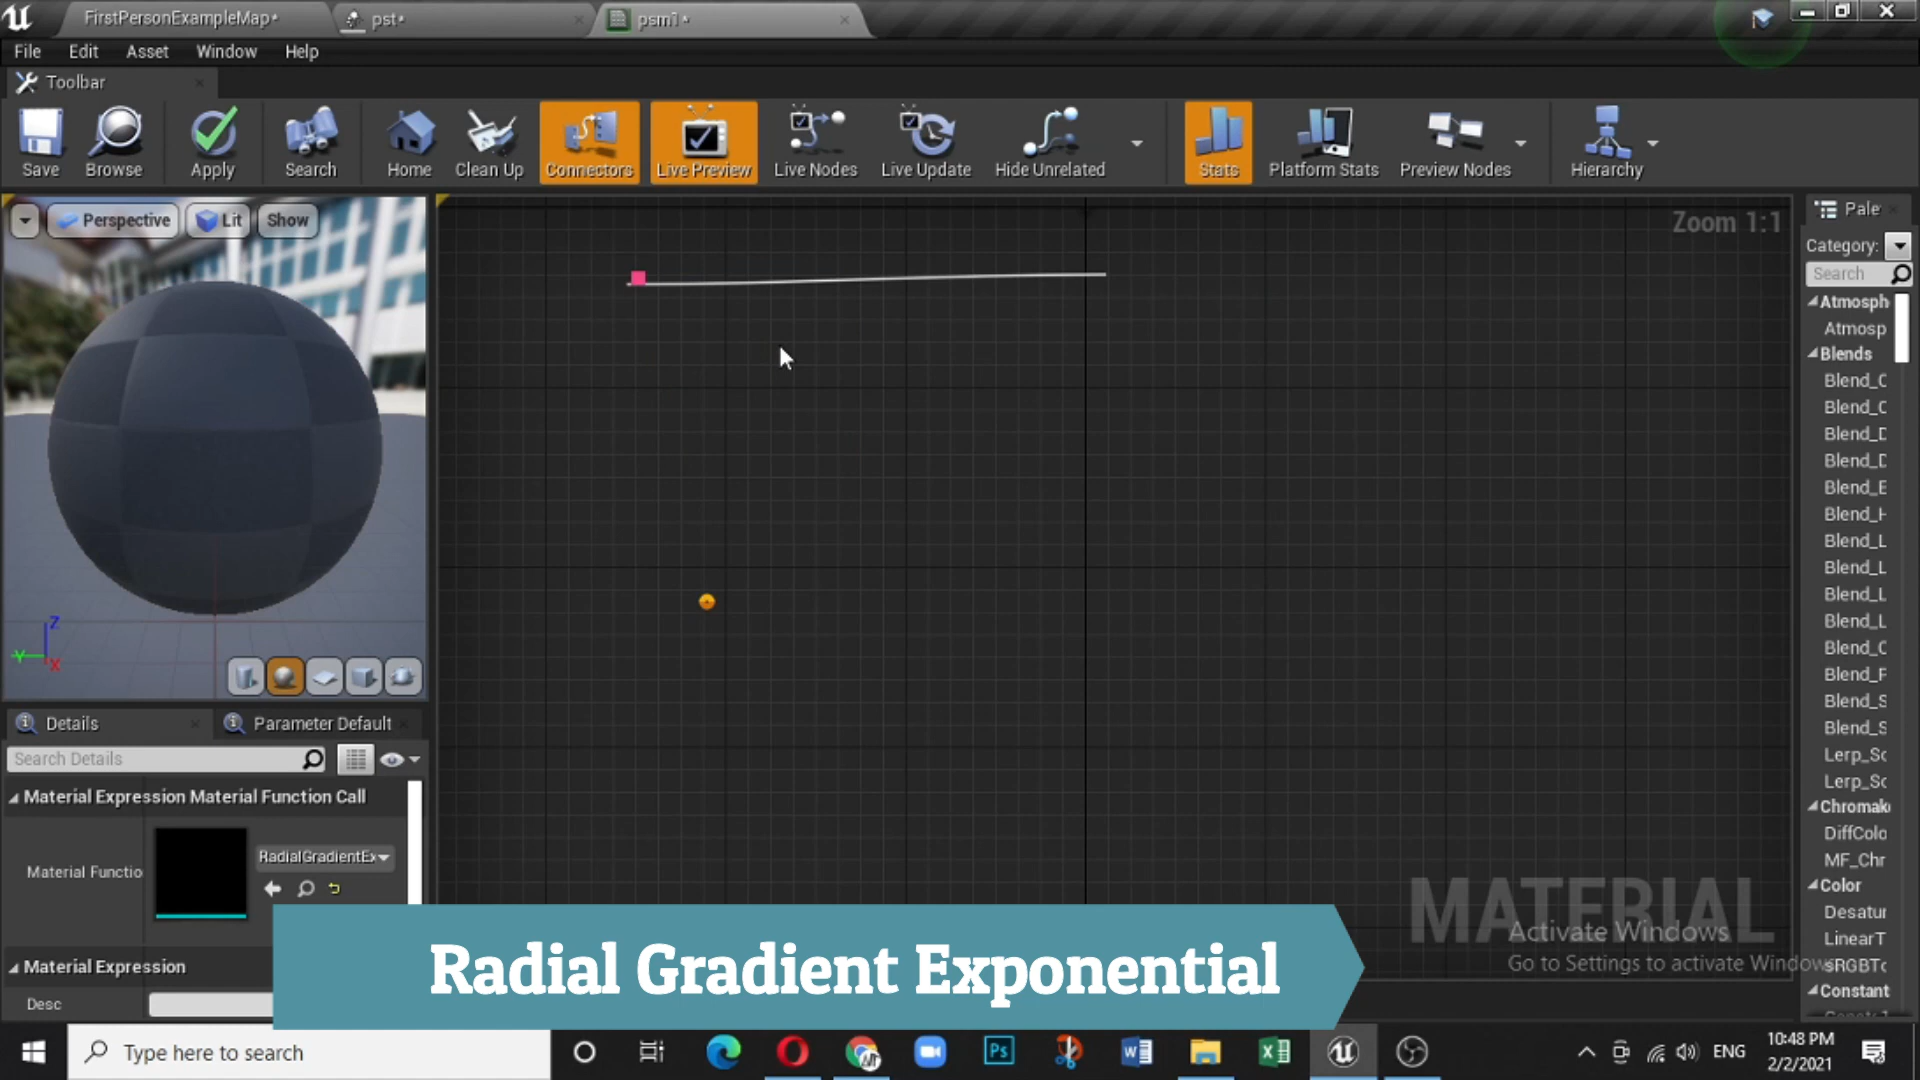 FirstPersonExampleMap*
pst*
psm1*
File Edit Asset Window Help
Toolbar
Save Browse Apply Search Home Clean Up Connectors Live Preview Live Nodes Live Update Hide Unrelated Stats Platform Stats Preview Nodes Hierarchy
Perspective Lit Show
Zoom 1:1
Pale
Category:
Search
Atmosph
Atmosp
Blends
Blend_C
Blend_C
Blend_D
Blend_D
Blend_E
Blend_H
Blend_L
Blend_L
Blend_L
Blend_L
Blend_O
Blend_F
Blend_S
Blend_S
Lerp_Sc
Lerp_Sc
Chromak
DiffColo
MF_Chr
Color
Desatur
LinearT
sRGBTo
Constant
Z
Y
X
Details Parameter Default
Search Details
Material Expression Material Function Call
Material Functio
RadialGradientEx
Material Expression
Desc
MATERIAL
Activate Windows
Go to Settings to activate Windows
Radial Gradient Exponential
Type here to search
Ps
ENG
10:48 PM
2/2/2021